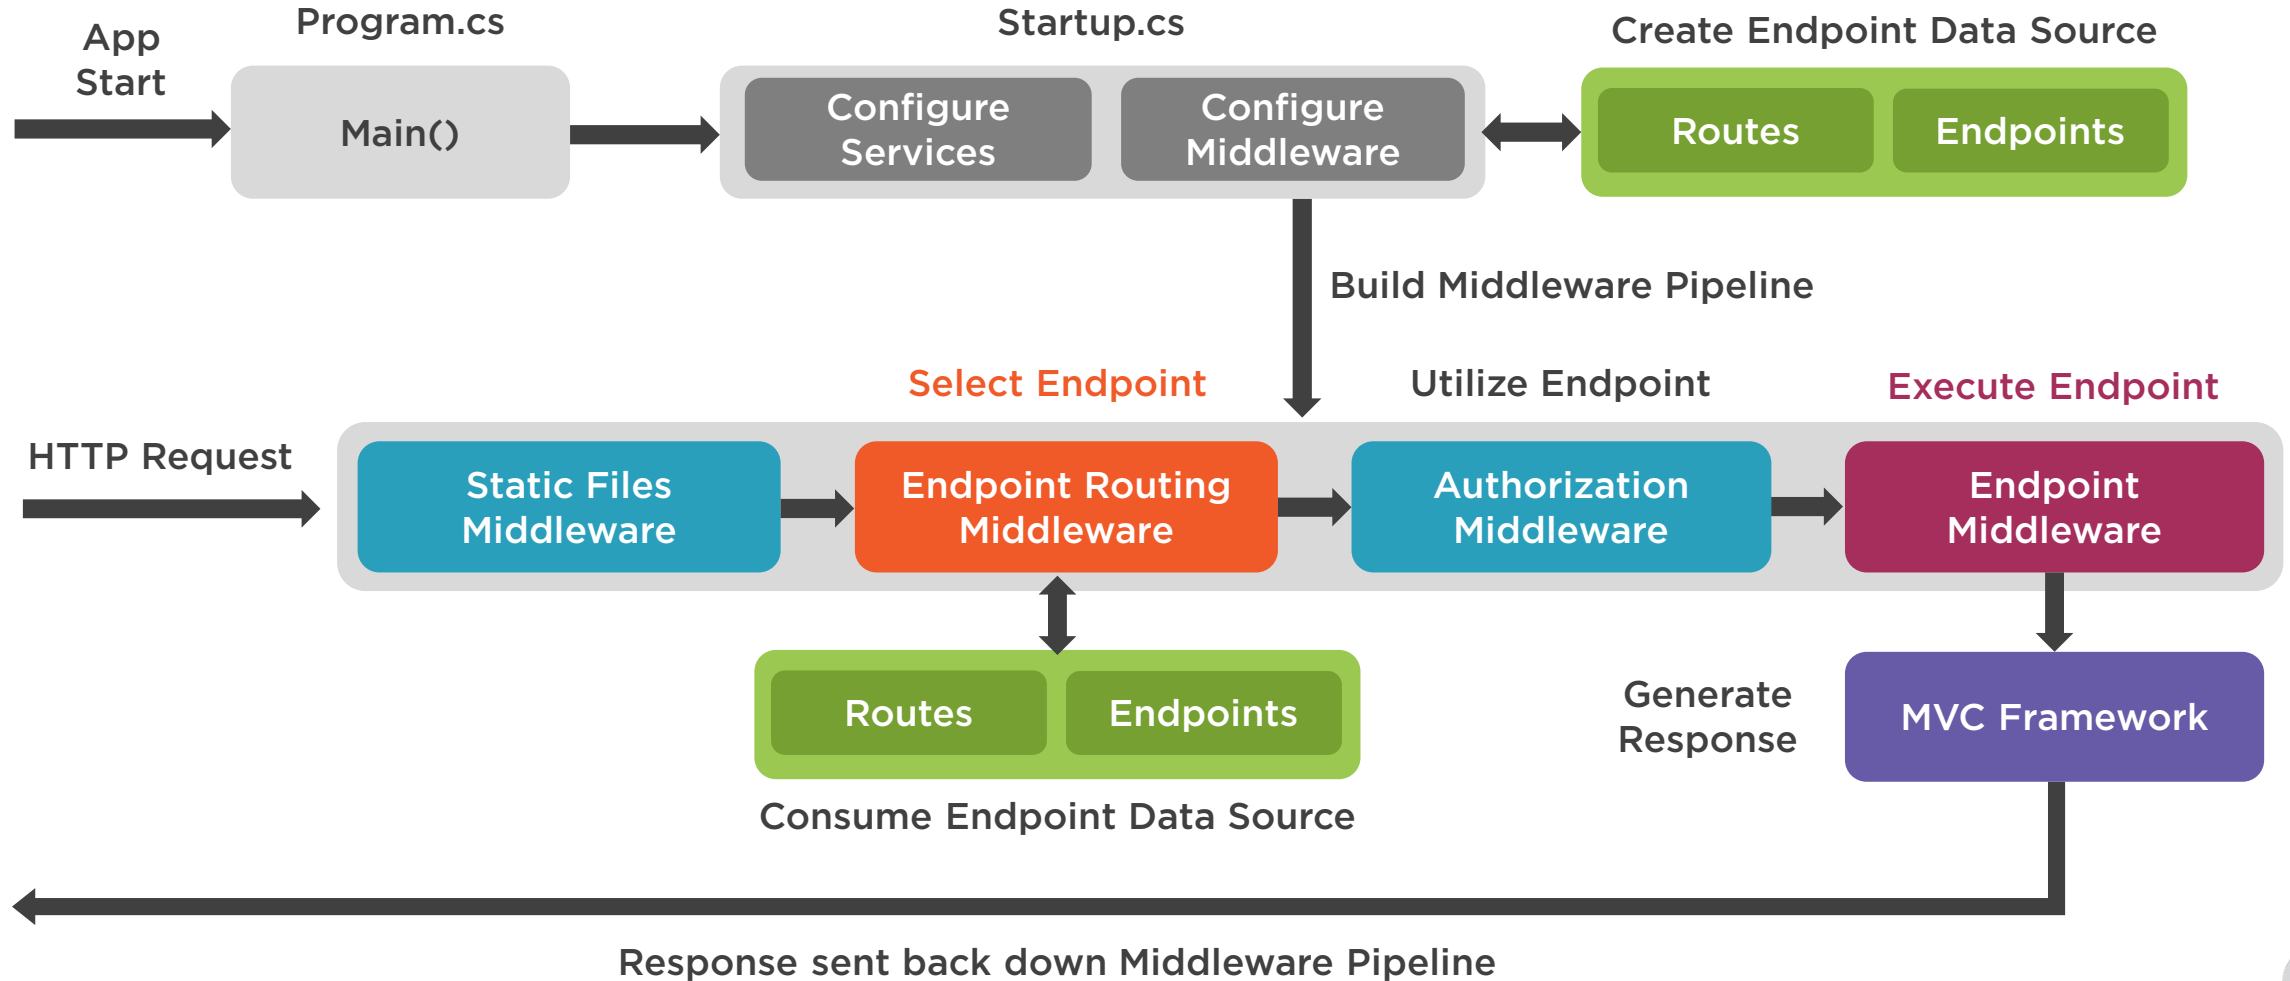 App
Start
Program.cs
Main()
Startup.cs
Configure
Services
Configure
Middleware
Create Endpoint Data Source
Routes
Endpoints
Build Middleware Pipeline
Select Endpoint
Utilize Endpoint
Execute Endpoint
HTTP Request
Static Files
Middleware
Endpoint Routing
Middleware
Authorization
Middleware
Endpoint
Middleware
Routes
Endpoints
Consume Endpoint Data Source
Generate
Response
MVC Framework
Response sent back down Middleware Pipeline